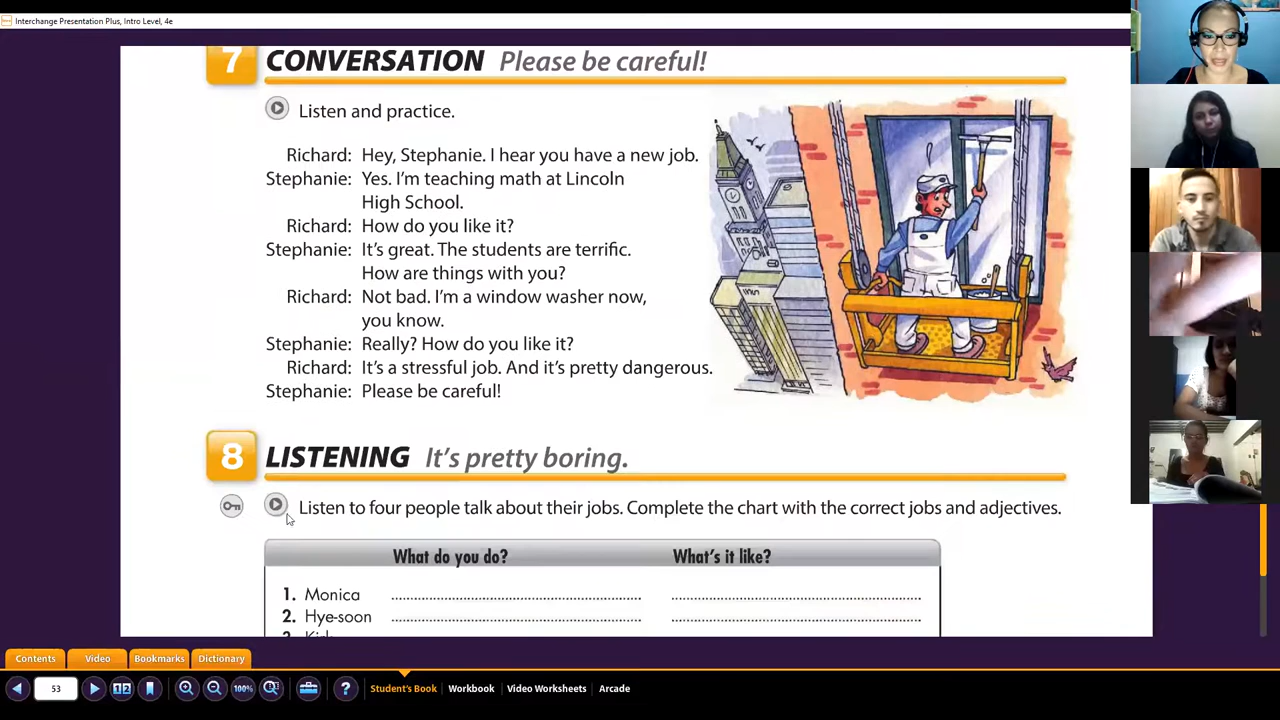 Interchange Presentation Plus, Intro Level, 4e
7 CONVERSATION Please be careful!
Listen and practice.
Richard: Hey, Stephanie. I hear you have a new job.
Stephanie: Yes. I'm teaching math at Lincoln
High School.
Richard: How do you like it?
Stephanie: It's great. The students are terrific.
How are things with you?
Richard: Not bad. I'm a window washer now,
you know.
Stephanie: Really? How do you like it?
Richard: It's a stressful job. And it's pretty dangerous.
Stephanie: Please be careful!
8 LISTENING It's pretty boring.
Listen to four people talk about their jobs. Complete the chart with the correct jobs and adjectives.
What do you do? What's it like?
1. Monica
2. Hye-soon
Contents Video Bookmarks Dictionary
53 100% ? Student's Book Workbook Video Worksheets Arcade